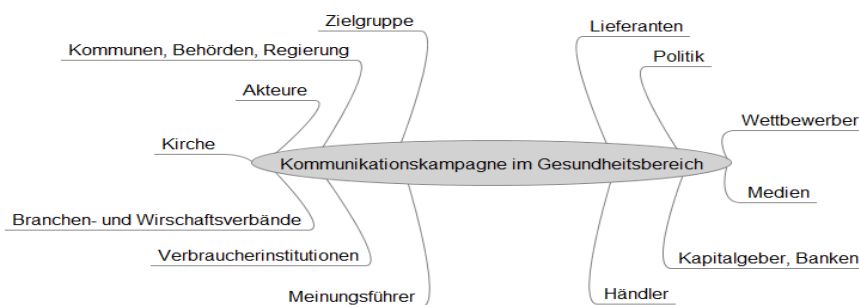 Zielgruppe
Lieferanten
Kommunen, Behörden, Regierung
Politik
Akteure
Wettbewerber
Kirche
Kommunikationskampagne im Gesundheitsbereich
Medien
Branchen- und Wirschaftsverbände
Verbraucherinstitutionen
Kapitalgeber, Banken
Meinungsführer
Händler